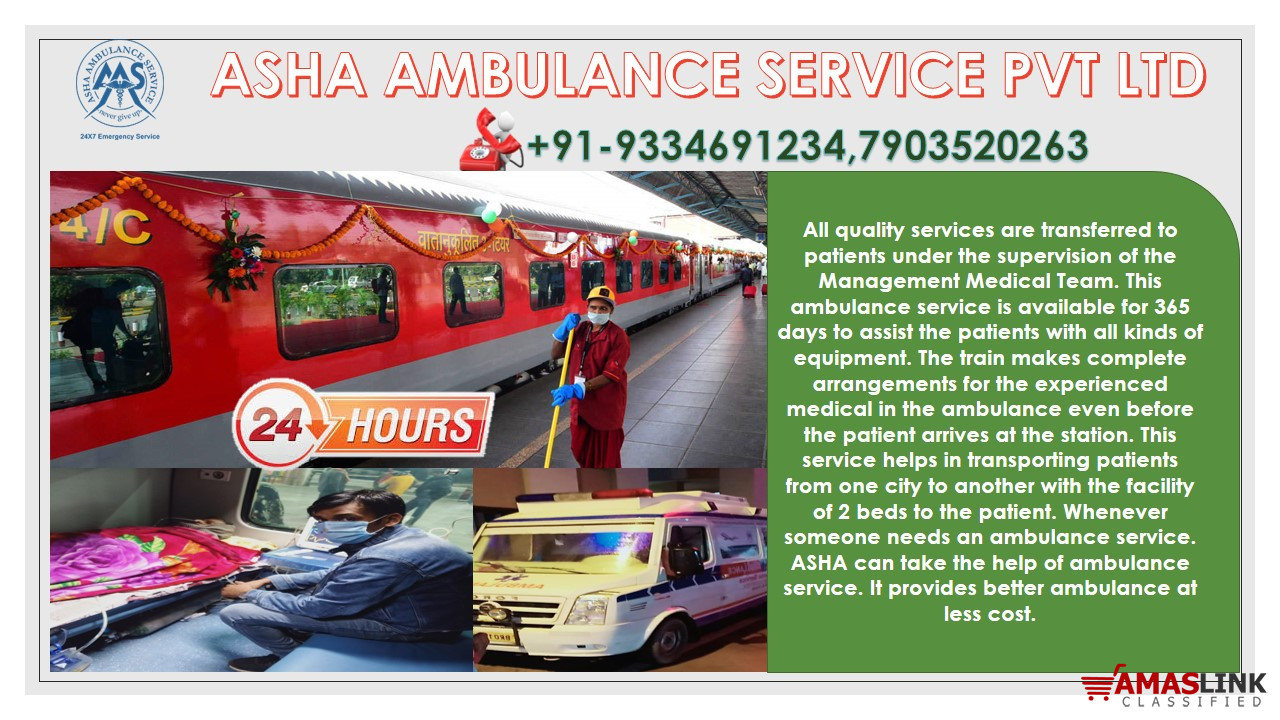 ASHA AMBULANCE SERVICE
AAS
never give up
24X7 Emergency Service
ASHA AMBULANCE SERVICE PVT LTD
+91-9334691234,7903520263
4/C
वातानुकूलित
टियर
24 HOURS
All quality services are transferred to
patients under the supervision of the
Management Medical Team. This
ambulance service is available for 365
days to assist the patients with all kinds of
equipment. The train makes complete
arrangements for the experienced
medical in the ambulance even before
the patient arrives at the station. This
service helps in transporting patients
from one city to another with the facility
of 2 beds to the patient. Whenever
someone needs an ambulance service.
ASHA can take the help of ambulance
service. It provides better ambulance at
less cost.
AMASLINK
CLASSIFIED